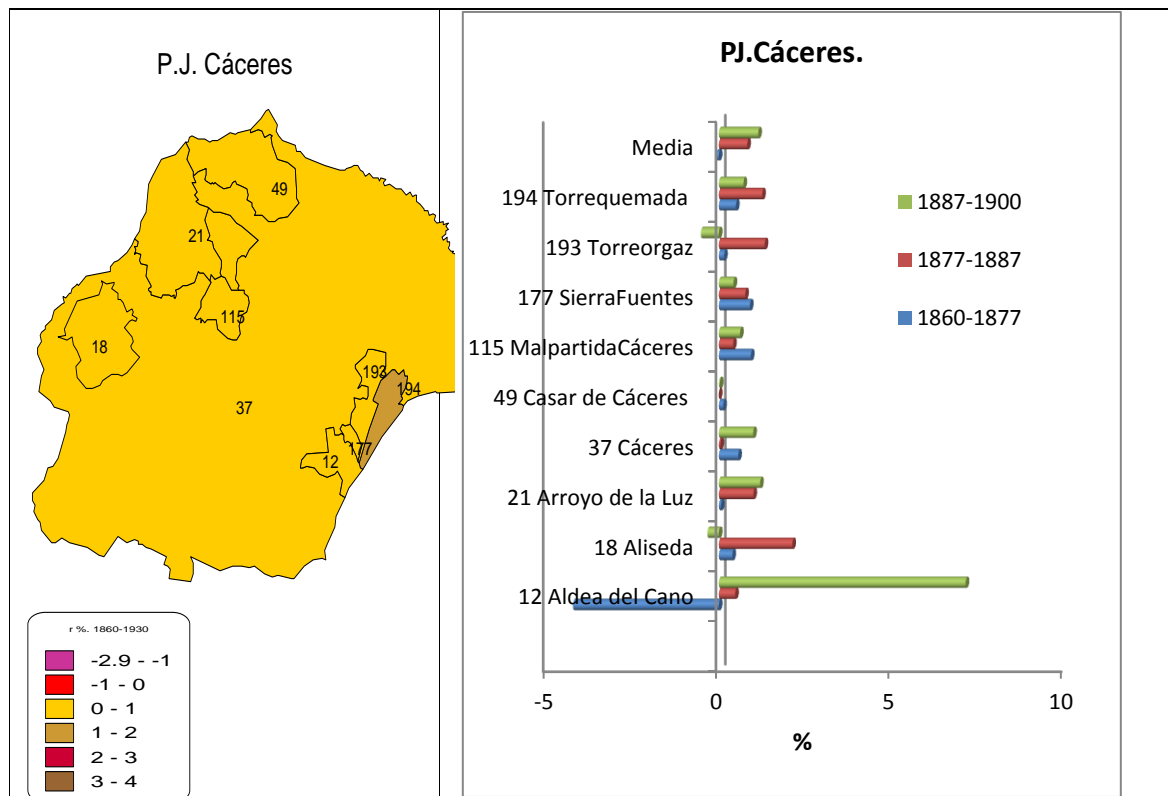 P.J. Cáceres
49
21
115
18
193
194
37
177
12
r %. 1860-1930
-2.9 - -1
-1 - 0
0 - 1
1 - 2
2 - 3
3 - 4
PJ.Cáceres.
Media
194 Torrequemada
193 Torreorgaz
177 SierraFuentes
115 MalpartidaCáceres
49 Casar de Cáceres
37 Cáceres
21 Arroyo de la Luz
18 Aliseda
12 Aldea del Cano
-5
0
5
10
%
1887-1900
1877-1887
1860-1877